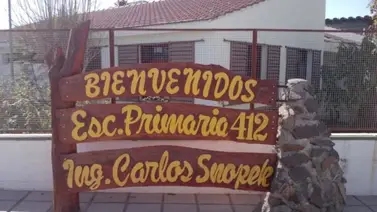 BIENVENIDOS
Esc. Primaria 412
Ing. Carlos Snopek